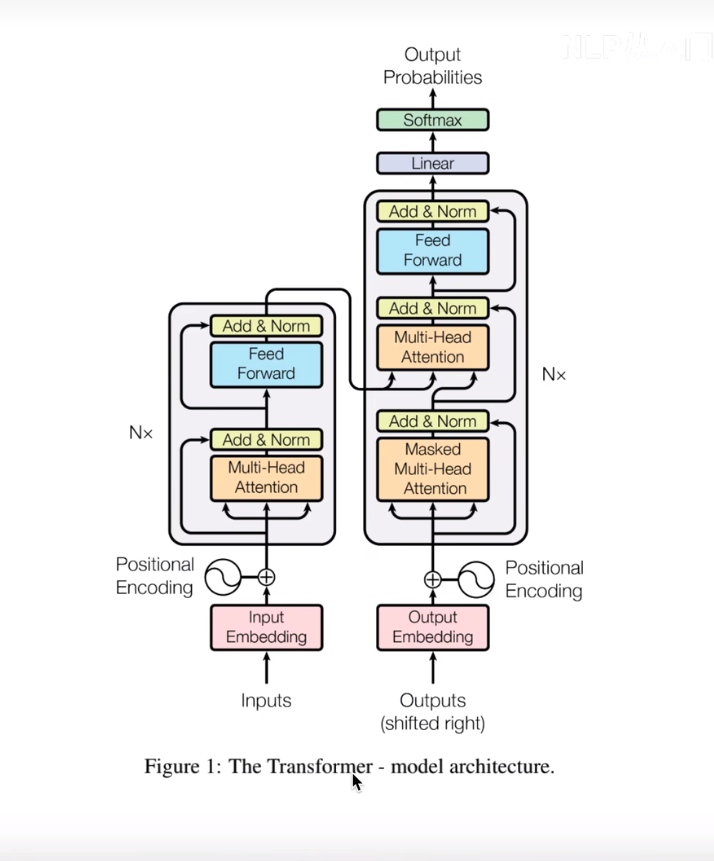 Output
Probabilities
Softmax
Linear
Add & Norm
Feed
Forward
Add & Norm
Multi-Head
Attention
Add & Norm
Masked
Multi-Head
Attention
Nx
Add & Norm
Feed
Forward
Add & Norm
Multi-Head
Attention
Nx
Positional
Encoding
Positional
Encoding
Input
Embedding
Output
Embedding
Inputs
Outputs
(shifted right)
Figure 1: The Transformer - model architecture.